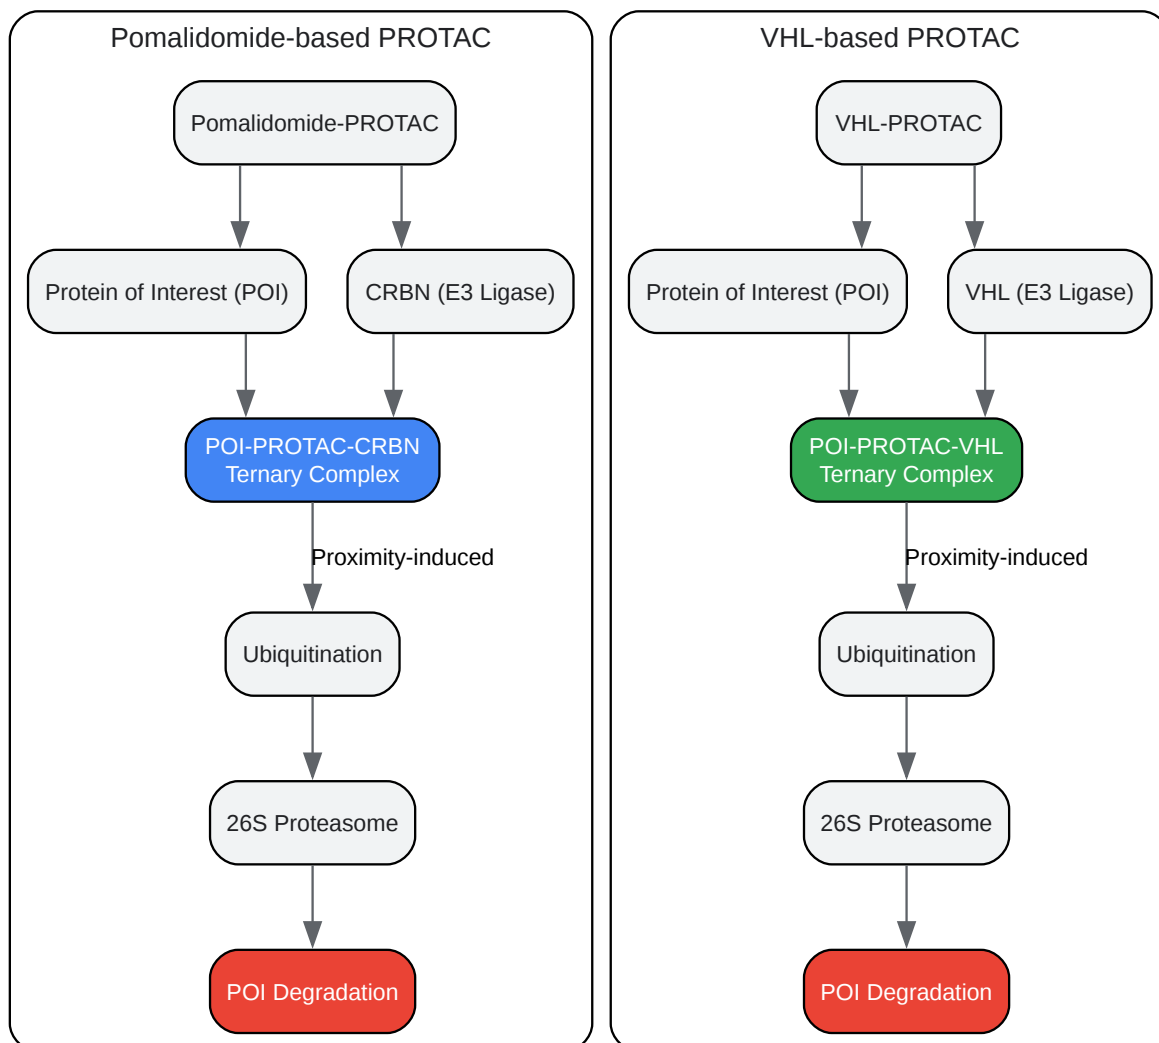 Pomalidomide-based PROTAC
Pomalidomide-PROTAC
Protein of Interest (POI)
CRBN (E3 Ligase)
POI-PROTAC-CRBN
Ternary Complex
Proximity-induced
Ubiquitination
26S Proteasome
POI Degradation
VHL-based PROTAC
VHL-PROTAC
Protein of Interest (POI)
VHL (E3 Ligase)
POI-PROTAC-VHL
Ternary Complex
Proximity-induced
Ubiquitination
26S Proteasome
POI Degradation